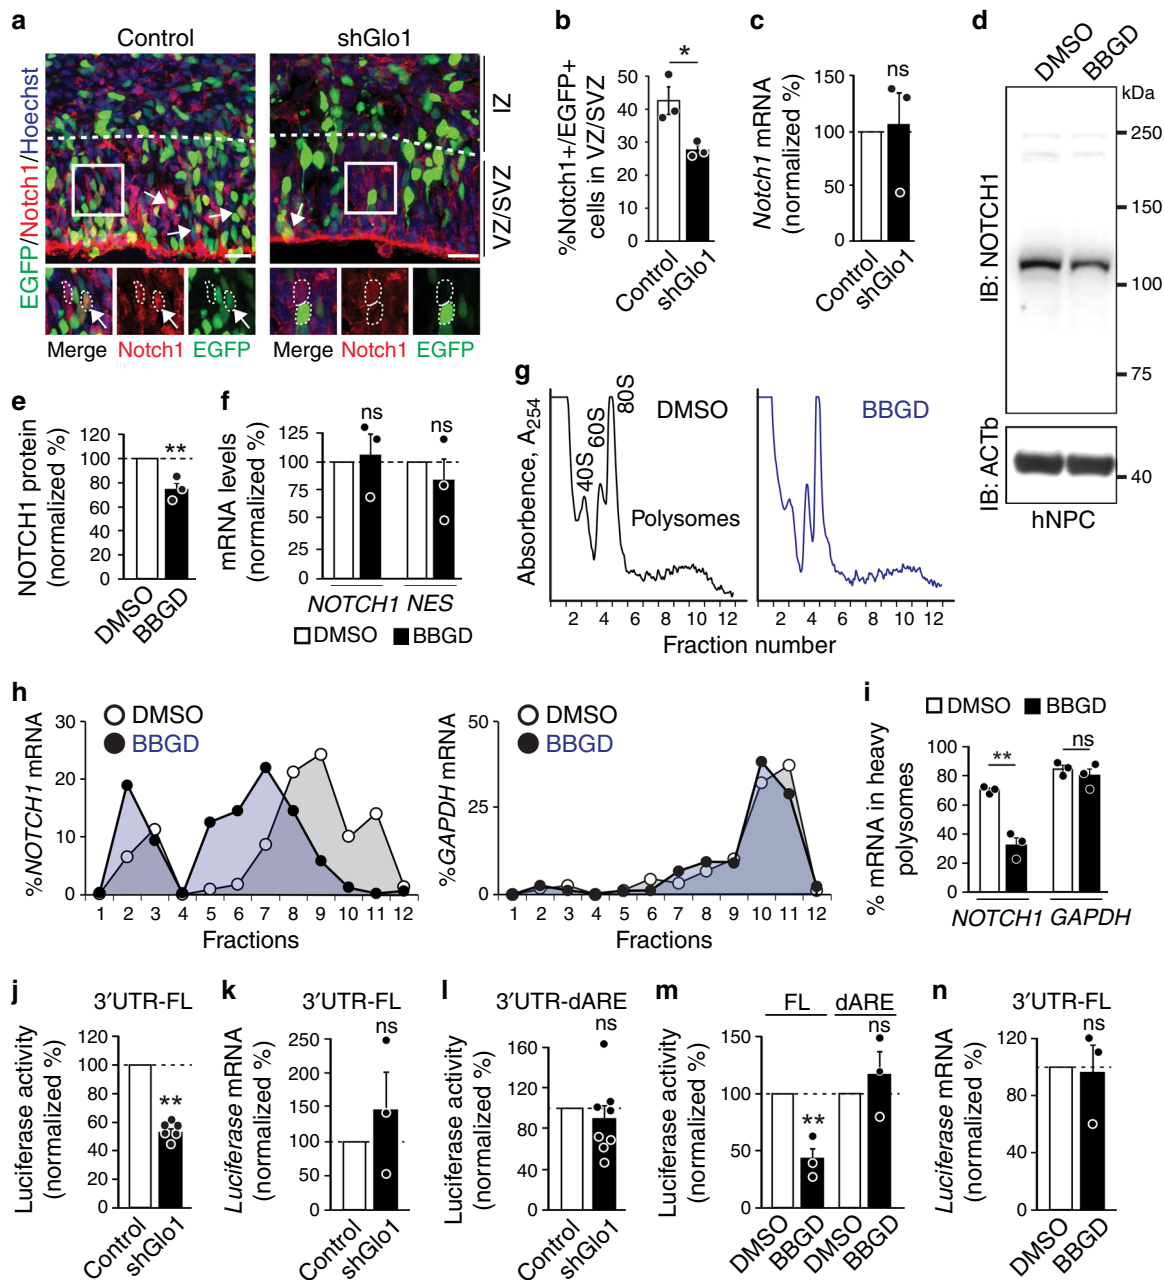 a
Control
shGlo1
EGFP/Notch1/Hoechst
IZ
VZ/SVZ
Merge Notch1 EGFP
Merge Notch1 EGFP
b
*
%Notch1+/EGFP+
cells in VZ/SVZ
50
40
30
20
10
0
Control
shGlo1
c
ns
Notch1 mRNA
(normalized %)
150
100
50
0
Control
shGlo1
d
DMSO
BBGD
kDa
250
150
100
75
40
IB: NOTCH1
IB: ACTb
hNPC
e
**
NOTCH1 protein
(normalized %)
120
100
80
60
40
20
0
DMSO
BBGD
f
ns
ns
mRNA levels
(normalized %)
125
100
75
50
25
0
NOTCH1 NES
DMSO BBGD
g
Absorbence, A254
40S
60S
80S
DMSO
Polysomes
BBGD
2 4 6 8 10 12
2 4 6 8 10 12
Fraction number
h
%NOTCH1 mRNA
30
20
10
0
DMSO
BBGD
1 2 3 4 5 6 7 8 9 10 11 12
Fractions
%GAPDH mRNA
50
25
0
DMSO
BBGD
1 2 3 4 5 6 7 8 9 10 11 12
Fractions
i
DMSO BBGD
**
ns
% mRNA in heavy
polysomes
100
80
60
40
20
0
NOTCH1 GAPDH
j
3′UTR-FL
Luciferase activity
(normalized %)
120
100
80
60
40
20
0
**
Control
shGlo1
k
3′UTR-FL
ns
Luciferase mRNA
(normalized %)
250
200
150
100
50
0
Control
shGlo1
l
3′UTR-dARE
ns
Luciferase activity
(normalized %)
160
120
80
40
0
Control
shGlo1
m
FL dARE
ns
**
Luciferase activity
(normalized %)
150
100
50
0
DMSO
BBGD
DMSO
BBGD
n
3′UTR-FL
ns
Luciferase mRNA
(normalized %)
120
80
40
0
DMSO
BBGD